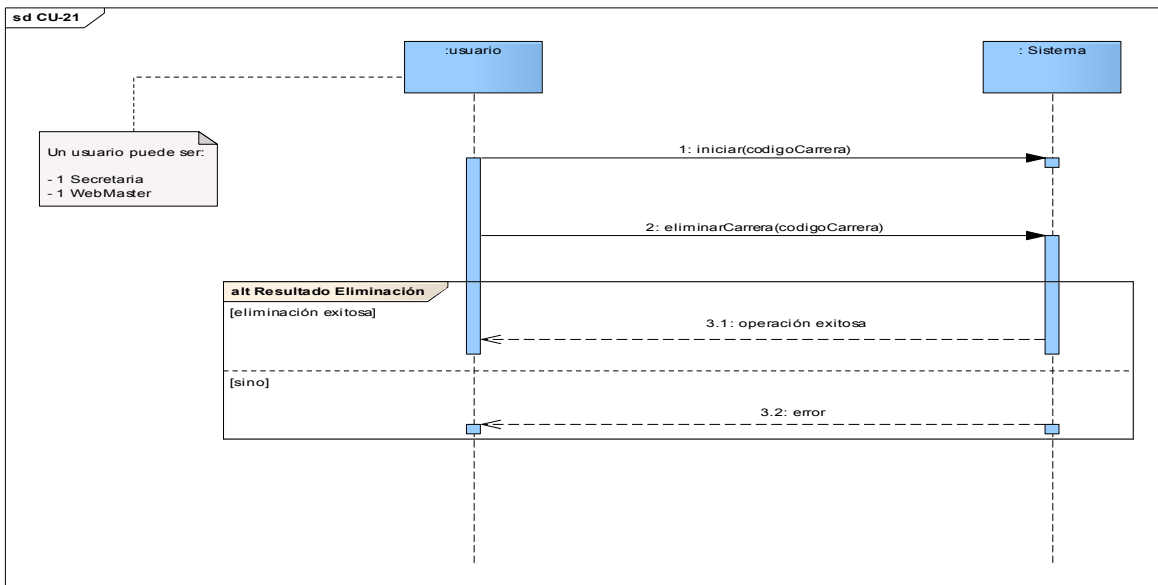 sd CU-21
:usuario
: Sistema
Un usuario puede ser:
- 1 Secretaria
- 1 WebMaster
1: iniciar(codigoCarrera)
2: eliminarCarrera(codigoCarrera)
alt Resultado Eliminación
[eliminación exitosa]
3.1: operación exitosa
[sino]
3.2: error